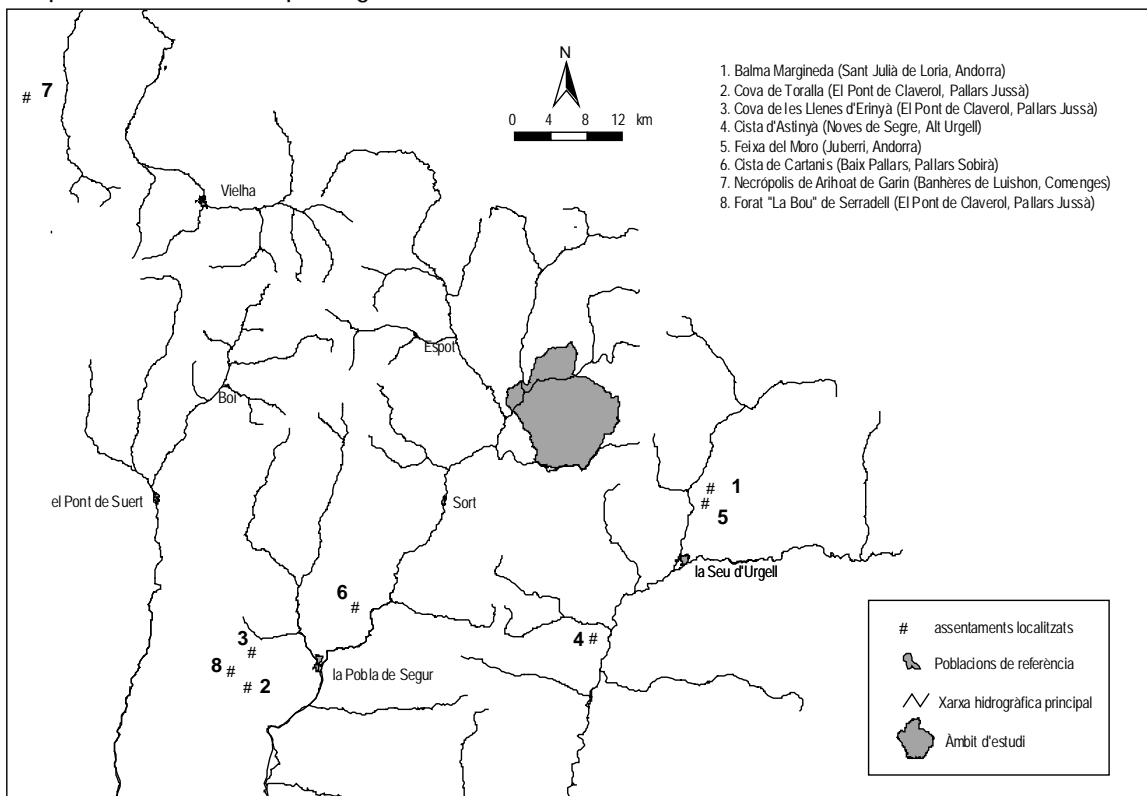 N
0 4 8 12 km
1. Balma Margineda (Sant Julià de Loria, Andorra)
2. Cova de Toralla (El Pont de Claverol, Pallars Jussà)
3. Cova de les Llenes d'Erinyà (El Pont de Claverol, Pallars Jussà)
4. Cista d'Astinyà (Noves de Segre, Alt Urgell)
5. Feixa del Moro (Juberri, Andorra)
6. Cista de Cartanis (Baix Pallars, Pallars Sobirà)
7. Necrópolis de Arihoat de Garin (Banhères de Luishon, Comenges)
8. Forat "La Bou" de Serradell (El Pont de Claverol, Pallars Jussà)
# 7
Vielha
Espot
Boí
el Pont de Suert
Sort
# 1
# 5
la Seu d'Urgell
6 #
4 #
3 #
8 #
# 2
la Pobla de Segur
# assentaments localitzats
Poblacions de referència
Xarxa hidrogràfica principal
Àmbit d'estudi